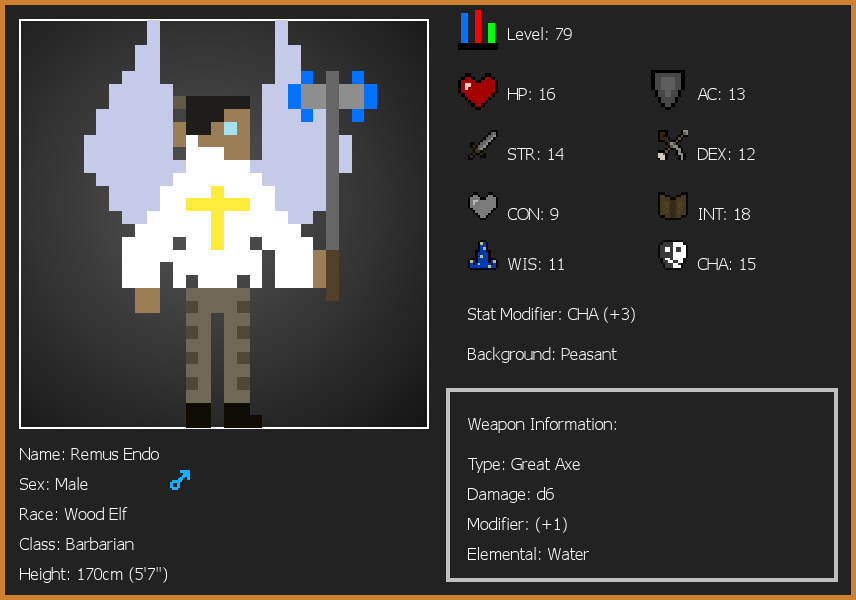 Level: 79
HP: 16
AC: 13
STR: 14
DEX: 12
CON: 9
INT: 18
WIS: 11
CHA: 15
Stat Modifier: CHA (+3)
Background: Peasant
Weapon Information:
Type: Great Axe
Damage: d6
Modifier: (+1)
Elemental: Water
Name: Remus Endo
Sex: Male
Race: Wood Elf
Class: Barbarian
Height: 170cm (5'7")